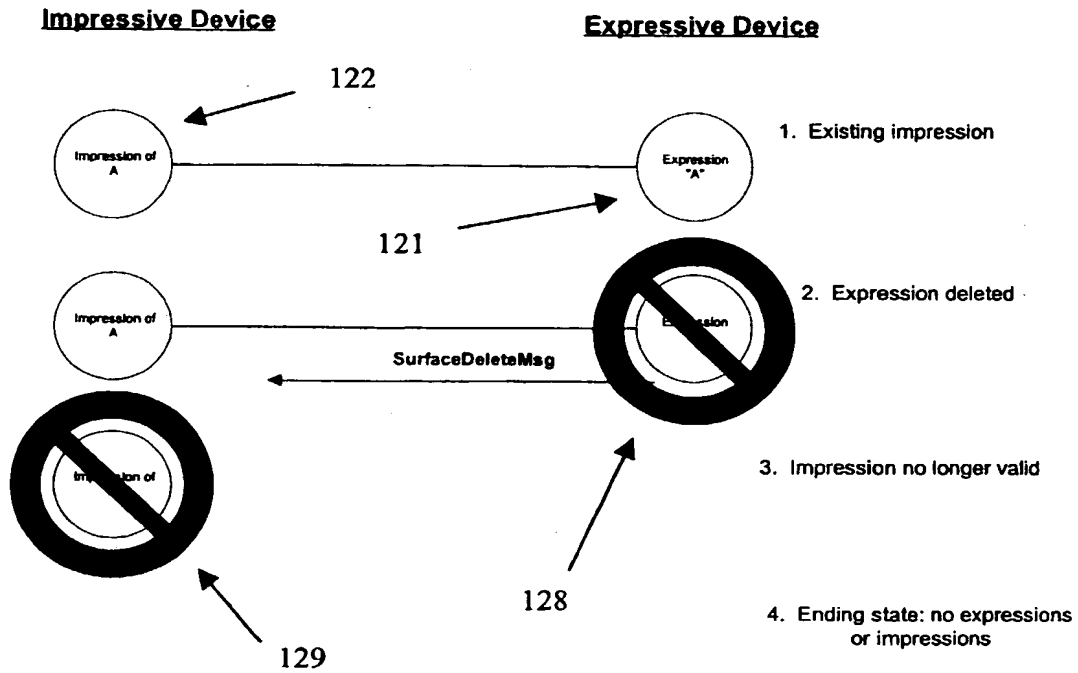 Impressive Device
Expressive Device
122
Impression of
A
Expression
"A"
1. Existing impression
121
Impression of
A
2. Expression deleted
SurfaceDeleteMsg
3. Impression no longer valid
128
4. Ending state: no expressions
or impressions
129